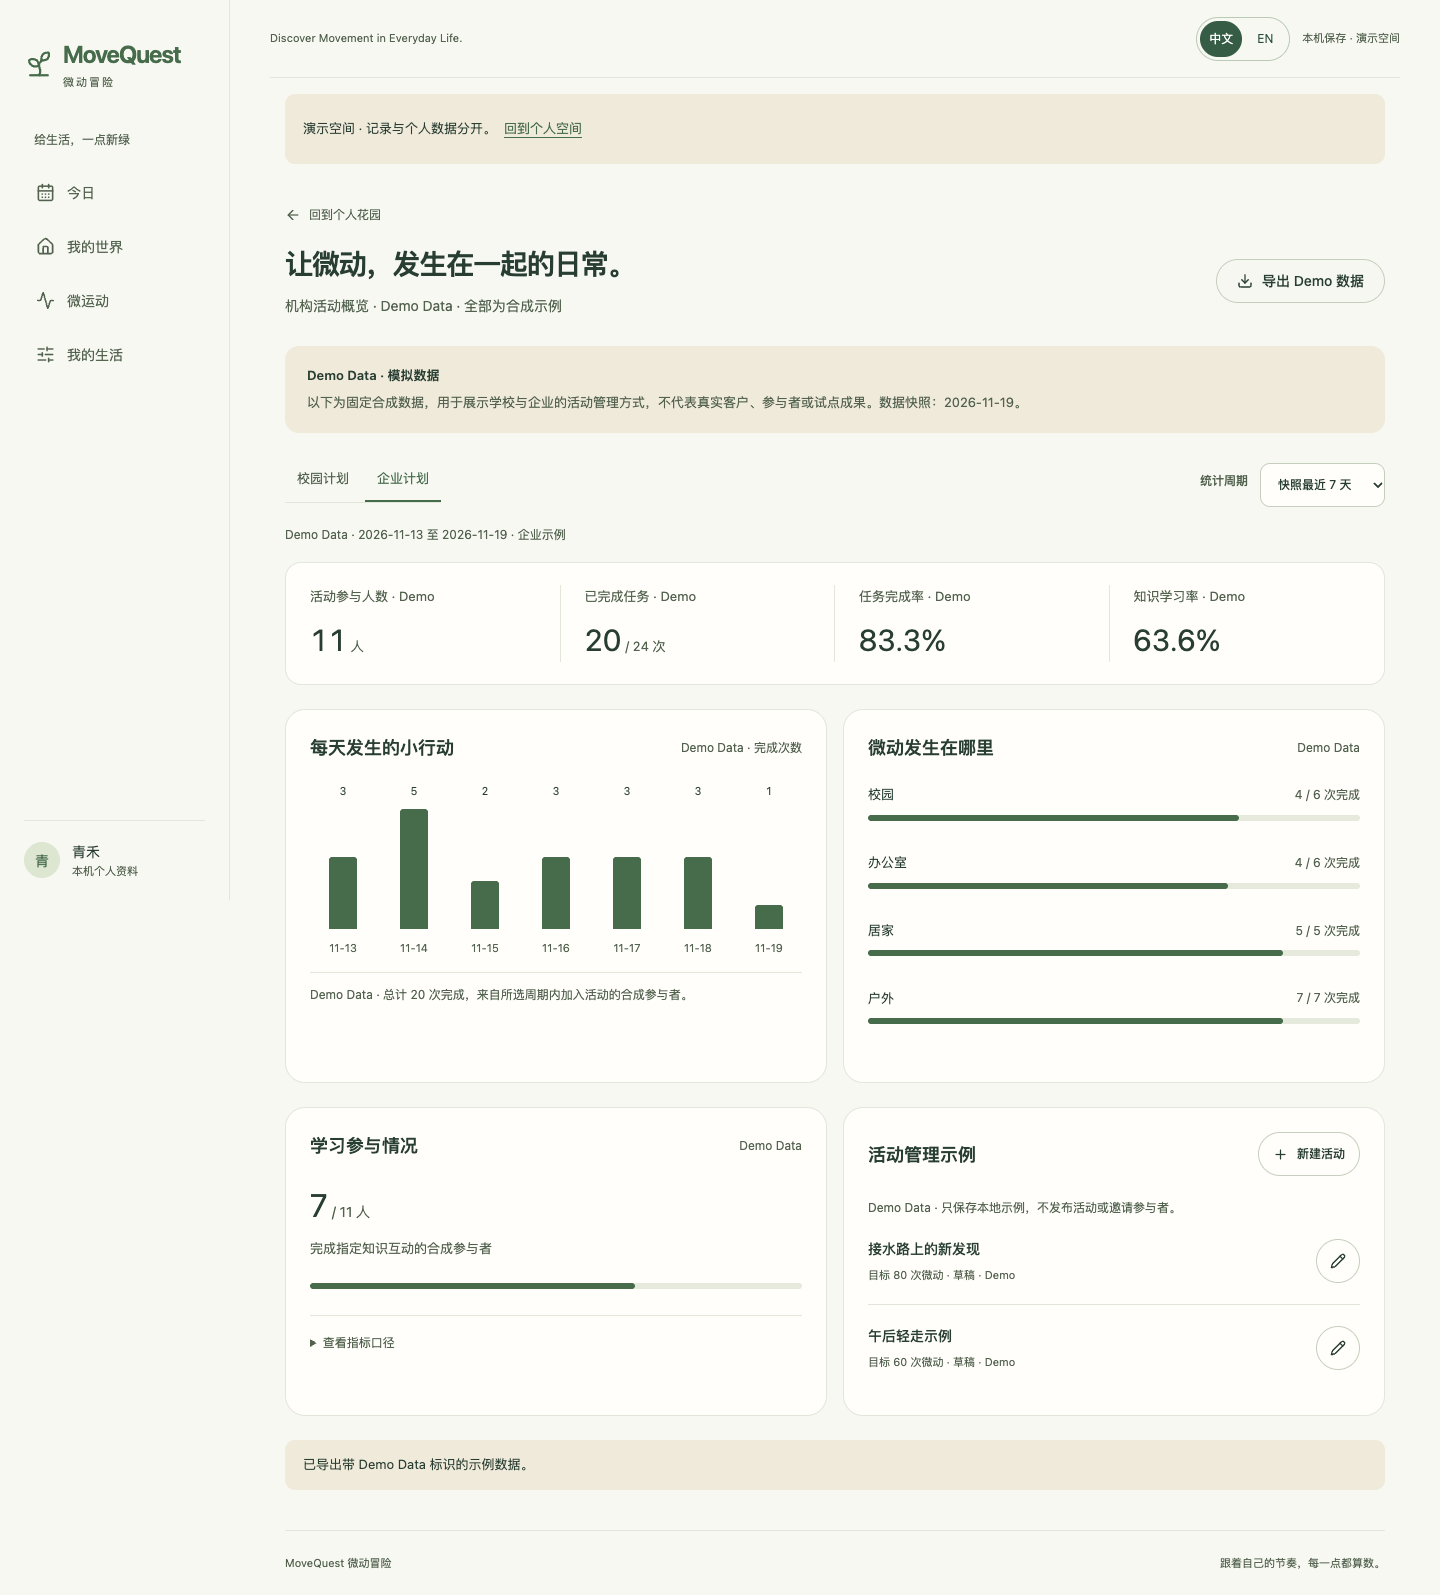 MoveQuest
微动冒险
给生活，一点新绿
今日
我的世界
微运动
我的生活
青
青禾
本机个人资料
Discover Movement in Everyday Life.
中文 EN 本机保存 · 演示空间
演示空间 · 记录与个人数据分开。 回到个人空间
回到个人花园
让微动，发生在一起的日常。
机构活动概览 · Demo Data · 全部为合成示例
导出 Demo 数据
Demo Data · 模拟数据
以下为固定合成数据，用于展示学校与企业的活动管理方式，不代表真实客户、参与者或试点成果。数据快照：2026-11-19。
校园计划 企业计划
统计周期 快照最近 7 天
Demo Data · 2026-11-13 至 2026-11-19 · 企业示例
活动参与人数 · Demo
11 人
已完成任务 · Demo
20 / 24 次
任务完成率 · Demo
83.3%
知识学习率 · Demo
63.6%
每天发生的小行动 Demo Data · 完成次数
3 5 2 3 3 3 1
11-13 11-14 11-15 11-16 11-17 11-18 11-19
Demo Data · 总计 20 次完成，来自所选周期内加入活动的合成参与者。
微动发生在哪里 Demo Data
校园 4 / 6 次完成
办公室 4 / 6 次完成
居家 5 / 5 次完成
户外 7 / 7 次完成
学习参与情况 Demo Data
7 / 11 人
完成指定知识互动的合成参与者
查看指标口径
活动管理示例 新建活动
Demo Data · 只保存本地示例，不发布活动或邀请参与者。
接水路上的新发现
目标 80 次微动 · 草稿 · Demo
午后轻走示例
目标 60 次微动 · 草稿 · Demo
已导出带 Demo Data 标识的示例数据。
MoveQuest 微动冒险 跟着自己的节奏，每一点都算数。